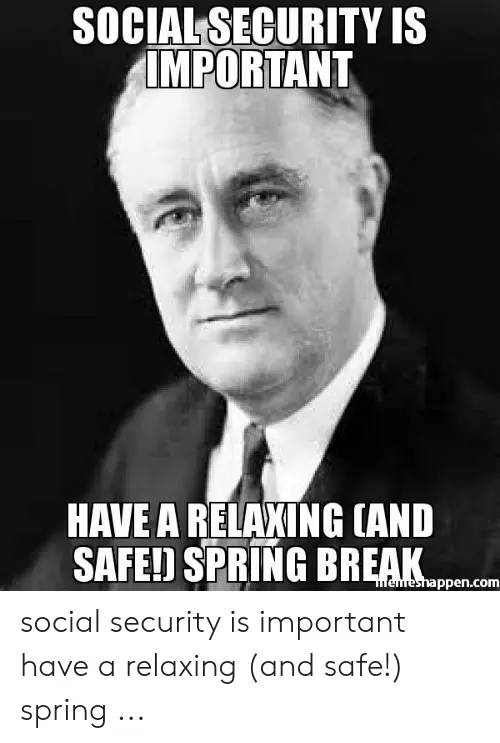 SOCIAL SECURITY IS
IMPORTANT
HAVE A RELAXING (AND
SAFE!) SPRING BREAK
memeshappen.com
social security is important
have a relaxing (and safe!)
spring ...